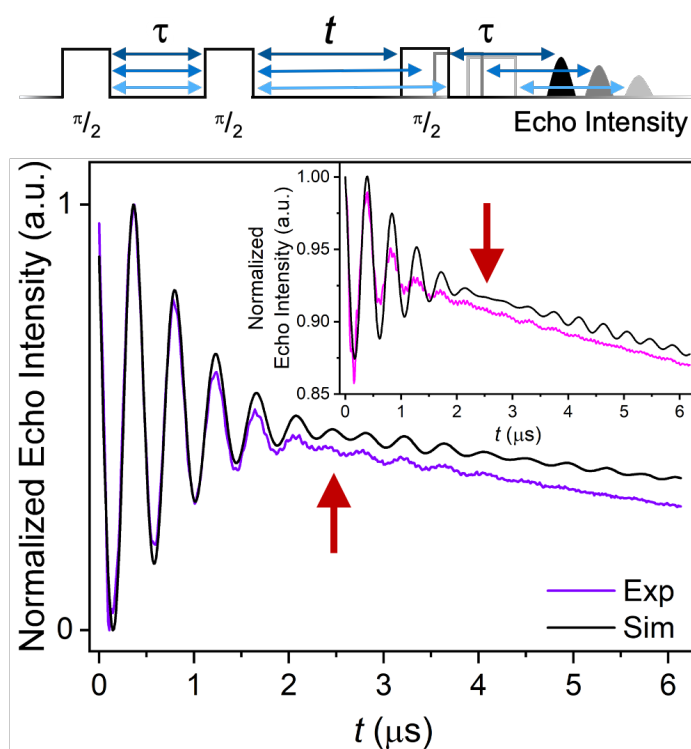 τ t τ
π/2 π/2 π/2 Echo Intensity
Normalized Echo Intensity (a.u.)
1
0
0 1 2 3 4 5 6
t (μs)
Normalized
Echo Intensity (a.u.)
1.00
0.95
0.90
0.85
0 1 2 3 4 5 6
t (μs)
Exp
Sim